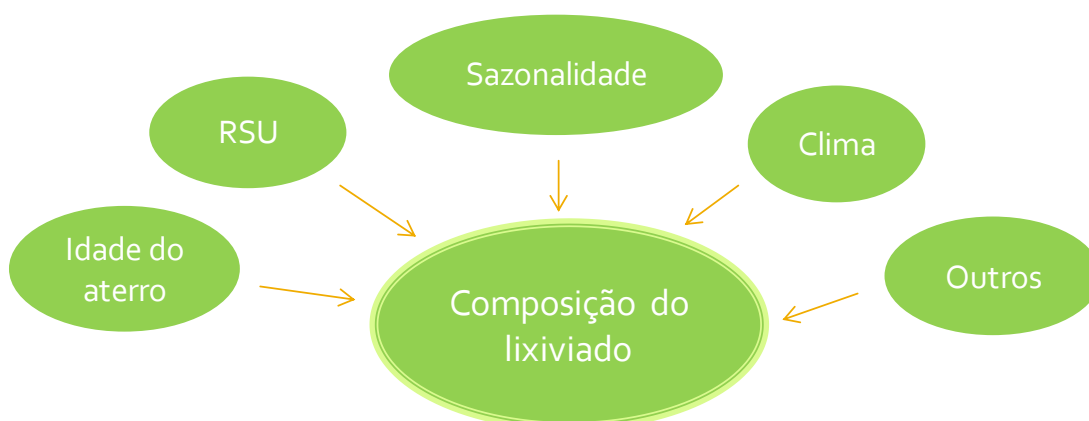 Sazonalidade
RSU
Clima
Idade do
aterro
Outros
Composição do
lixiviado